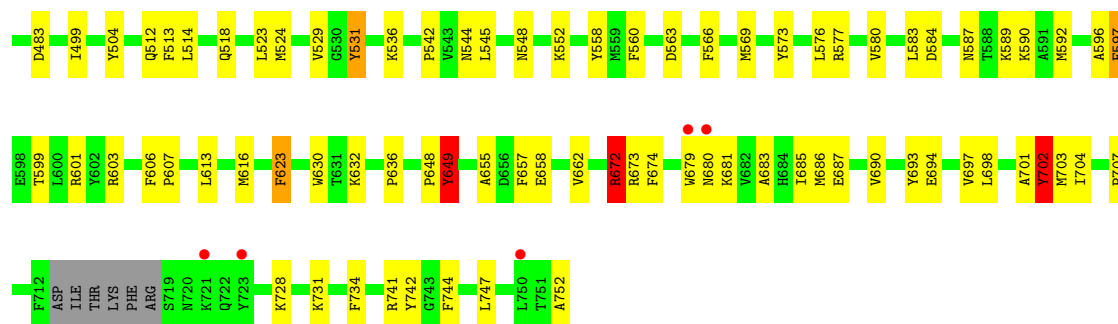 D483 I499 Y504 Q512 F513 L514 Q518 L523 M524 V529 G530 Y531 K536 P542 V543 N544 L545 N548 K552 Y558 M559 F560 D563 F566 M569 Y573 L576 R577 V580 L583 D584 N587 T588 K589 K590 A591 M592 A596
E598 T599 L600 R601 Y602 R603 F606 P607 L613 M616 F623 W630 T631 K632 P636 P648 Y649 A655 D656 F657 E658 V662 R672 R673 F674 W679 N680 K681 V682 A683 H684 I685 M686 E687 V690 Y693 E694 V697 L698 A701 Y702 M703 I704
F712 ASP ILE THR LYS PHE ARG S719 N720 K721 Q722 Y723 K728 K731 F734 R741 Y742 G743 F744 L747 L750 T751 A752